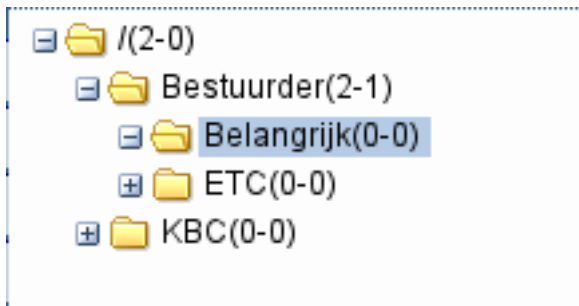 /(2-0)
Bestuurder(2-1)
Belangrijk(0-0)
ETC(0-0)
KBC(0-0)